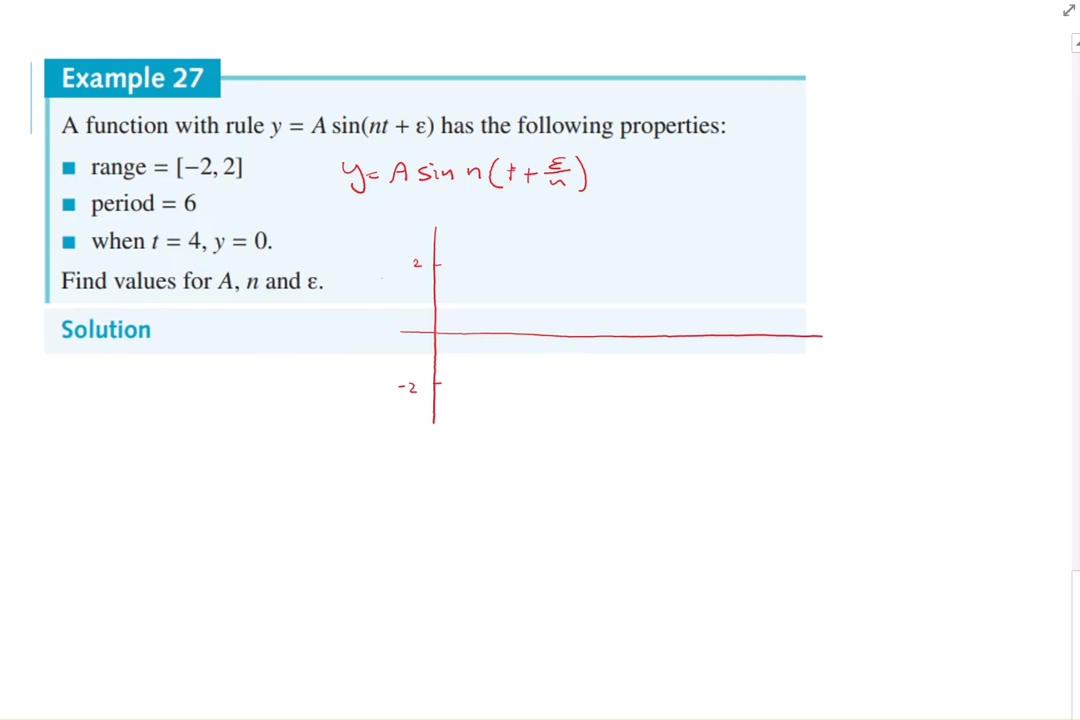 Example 27
A function with rule y = A sin(nt + ε) has the following properties:
■ range = [−2, 2]
y = A sin n(t + ε/n)
■ period = 6
■ when t = 4, y = 0.
2
Find values for A, n and ε.
Solution
-2